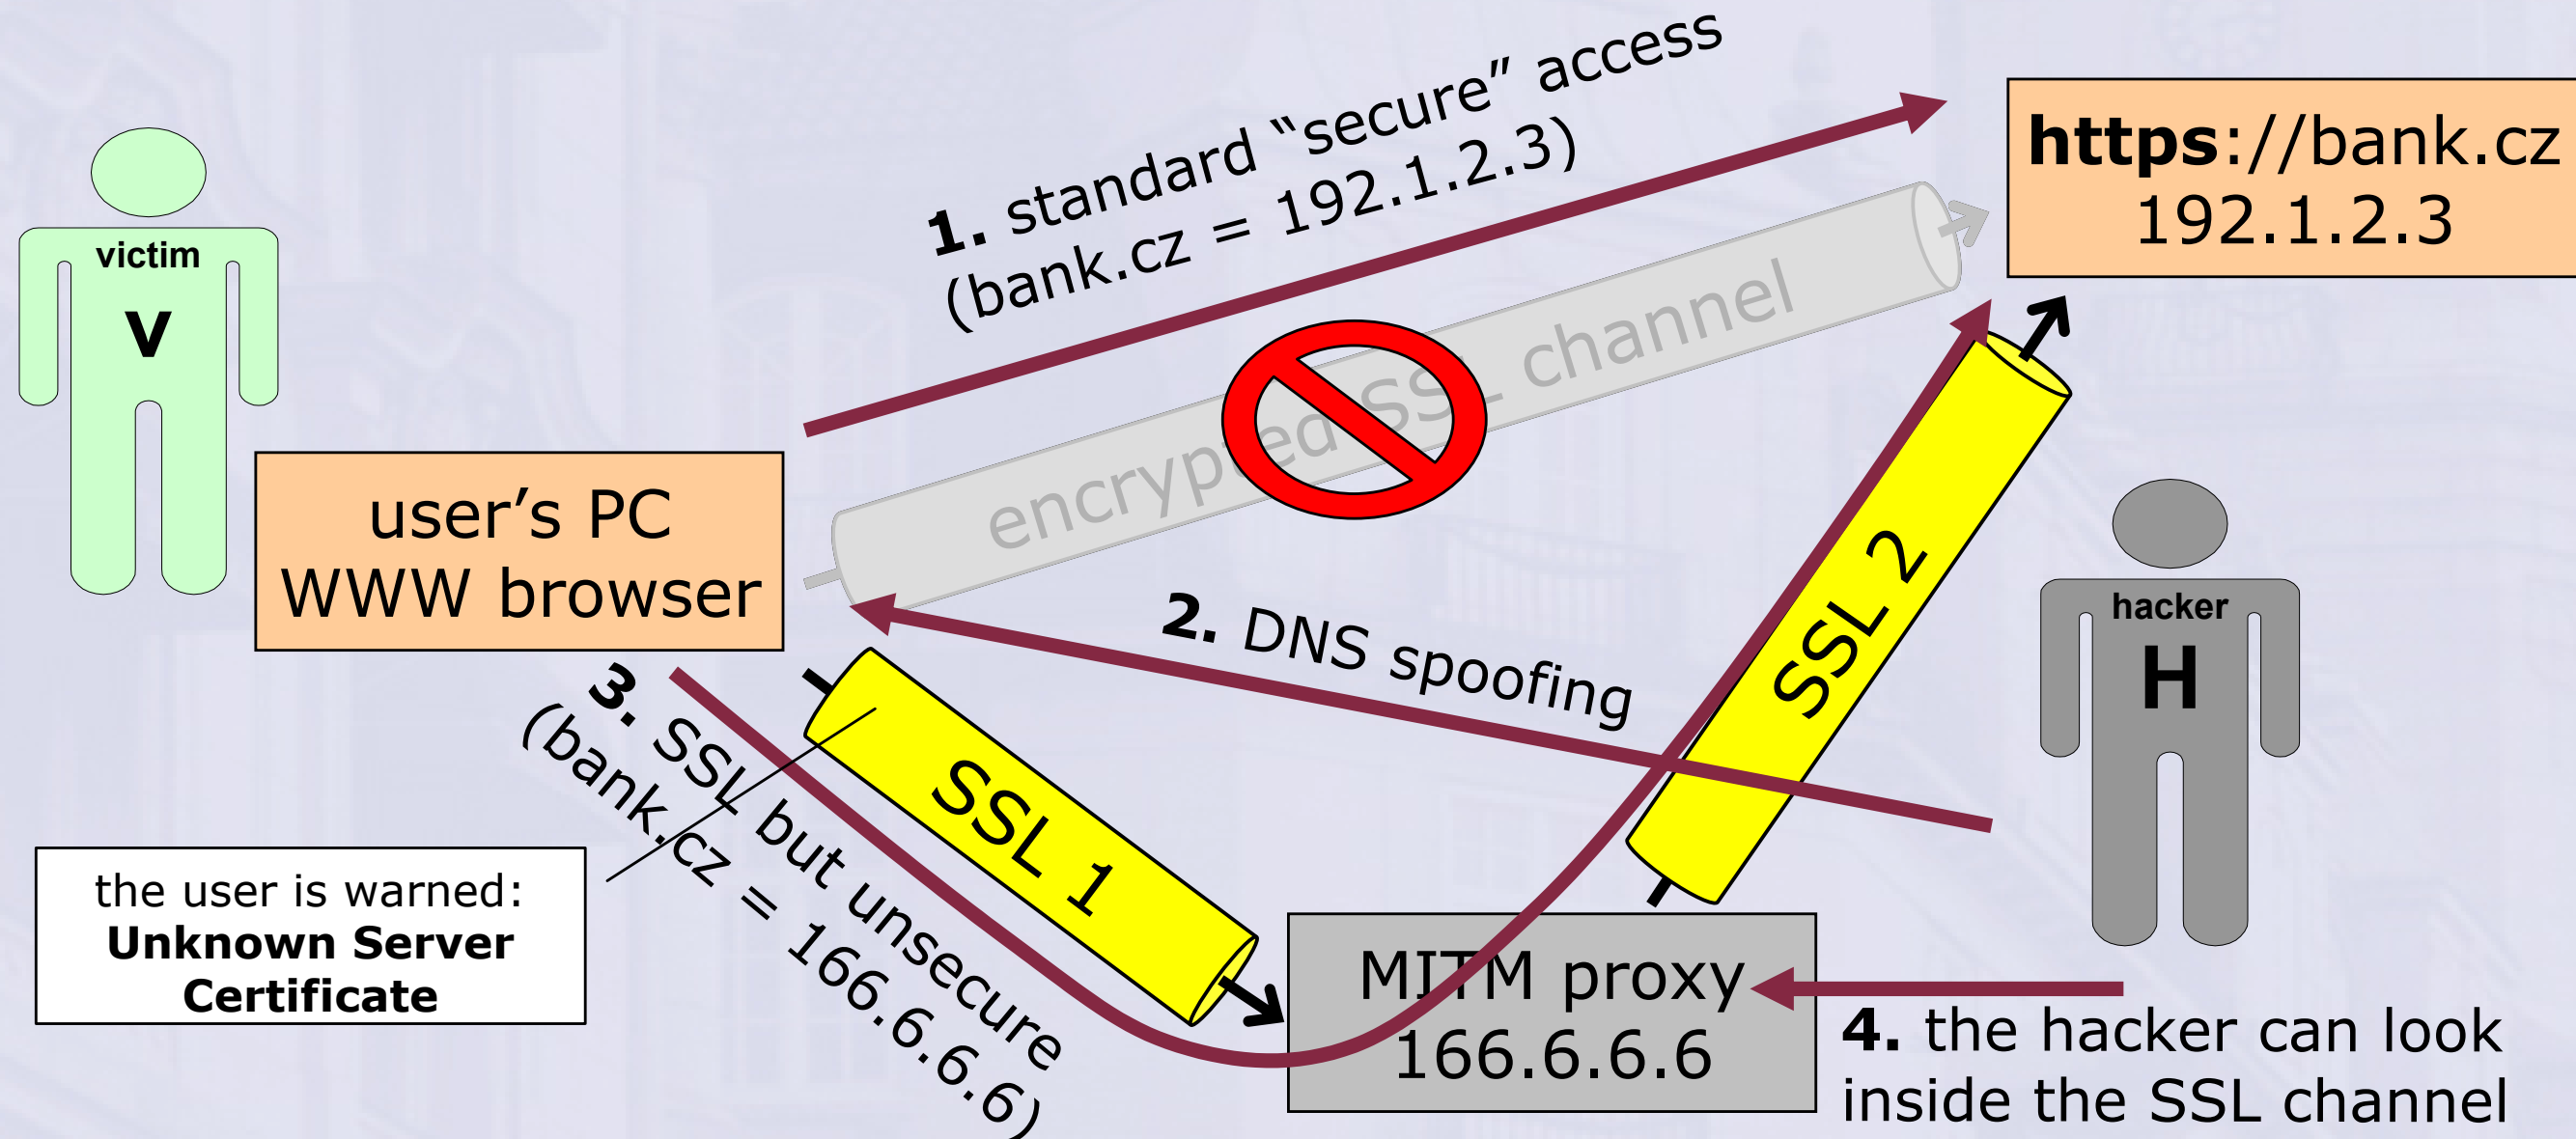 1. standard “secure” access
(bank.cz = 192.1.2.3)
https://bank.cz
192.1.2.3
victim
V
encrypted SSL channel
user’s PC
WWW browser
2. DNS spoofing
SSL 2
hacker
H
3. SSL but unsecure
(bank.cz = 166.6.6.6)
SSL 1
the user is warned:
Unknown Server
Certificate
MITM proxy
166.6.6.6
4. the hacker can look
inside the SSL channel